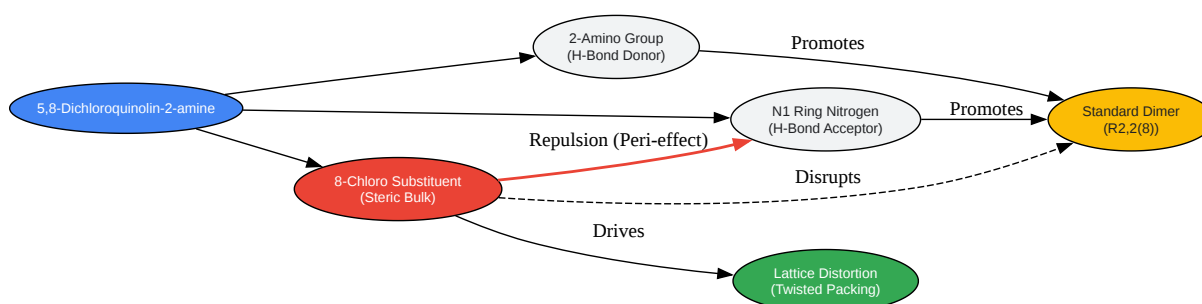 2-Amino Group
(H-Bond Donor)
Promotes
5,8-Dichloroquinolin-2-amine
N1 Ring Nitrogen
(H-Bond Acceptor)
Promotes
Standard Dimer
(R2,2(8))
Repulsion (Peri-effect)
8-Chloro Substituent
(Steric Bulk)
Disrupts
Drives
Lattice Distortion
(Twisted Packing)